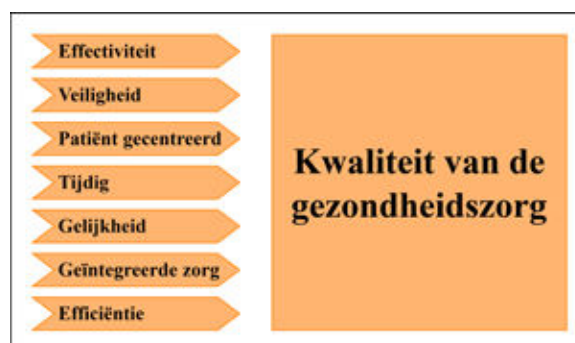 Effectiviteit
Veiligheid
Patiënt gecentreerd
Tijdig
Gelijkheid
Geïntegreerde zorg
Efficiëntie
Kwaliteit van de
gezondheidszorg